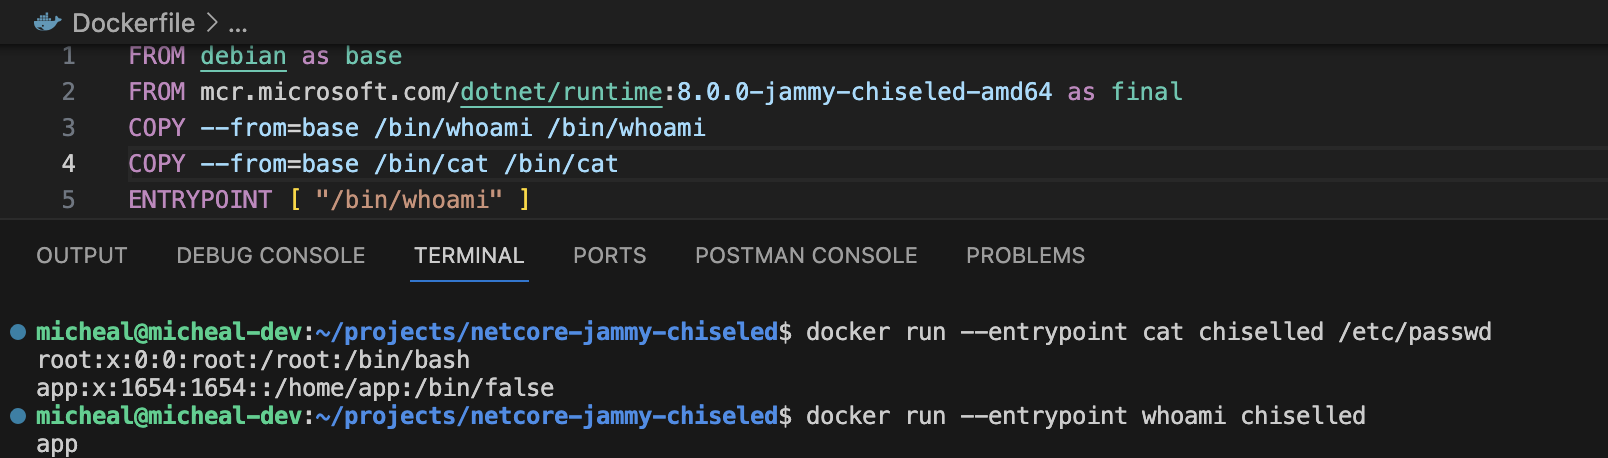 Dockerfile > ...
1 FROM debian as base
2 FROM mcr.microsoft.com/dotnet/runtime:8.0.0-jammy-chiseled-amd64 as final
3 COPY --from=base /bin/whoami /bin/whoami
4 COPY --from=base /bin/cat /bin/cat
5 ENTRYPOINT [ "/bin/whoami" ]
OUTPUT DEBUG CONSOLE TERMINAL PORTS POSTMAN CONSOLE PROBLEMS
micheal@micheal-dev:~/projects/netcore-jammy-chiseled$ docker run --entrypoint cat chiselled /etc/passwd
root:x:0:0:root:/root:/bin/bash
app:x:1654:1654::/home/app:/bin/false
micheal@micheal-dev:~/projects/netcore-jammy-chiseled$ docker run --entrypoint whoami chiselled
app